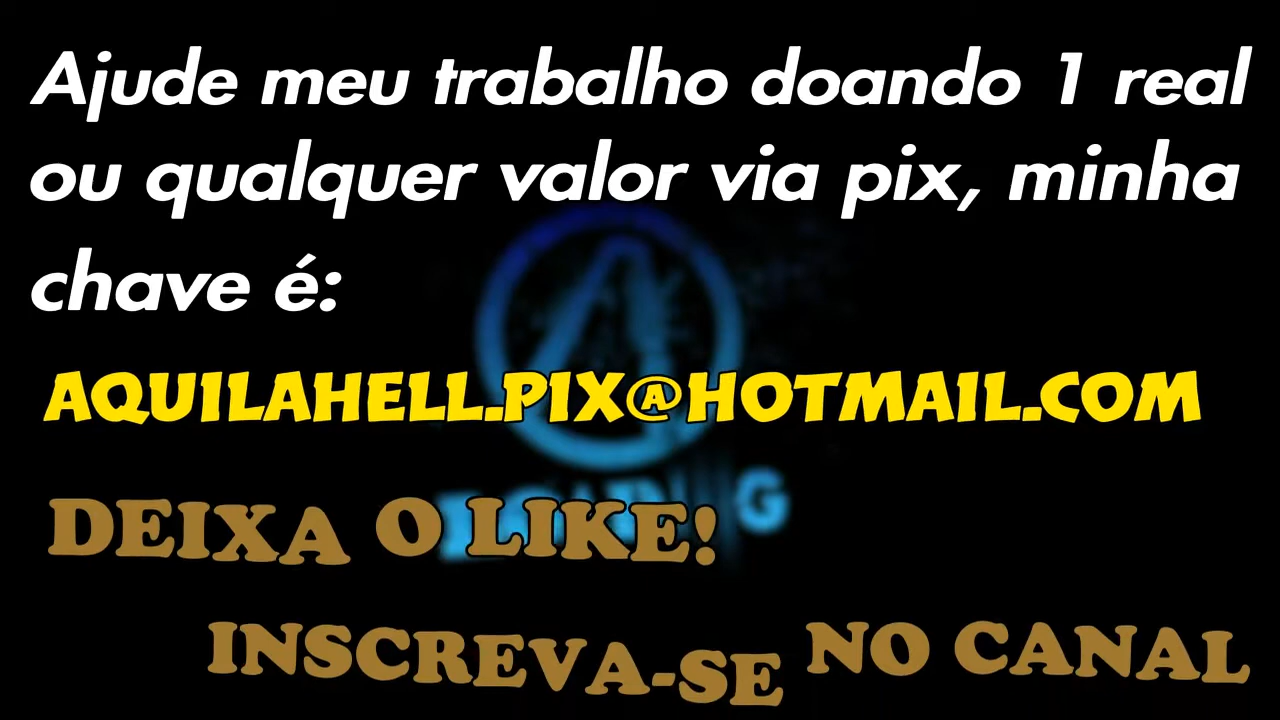 Ajude meu trabalho doando 1 real
ou qualquer valor via pix, minha
chave é:
AQUILAHELL.PIX@HOTMAIL.COM
DEIXA O LIKE!
INSCREVA-SE NO CANAL